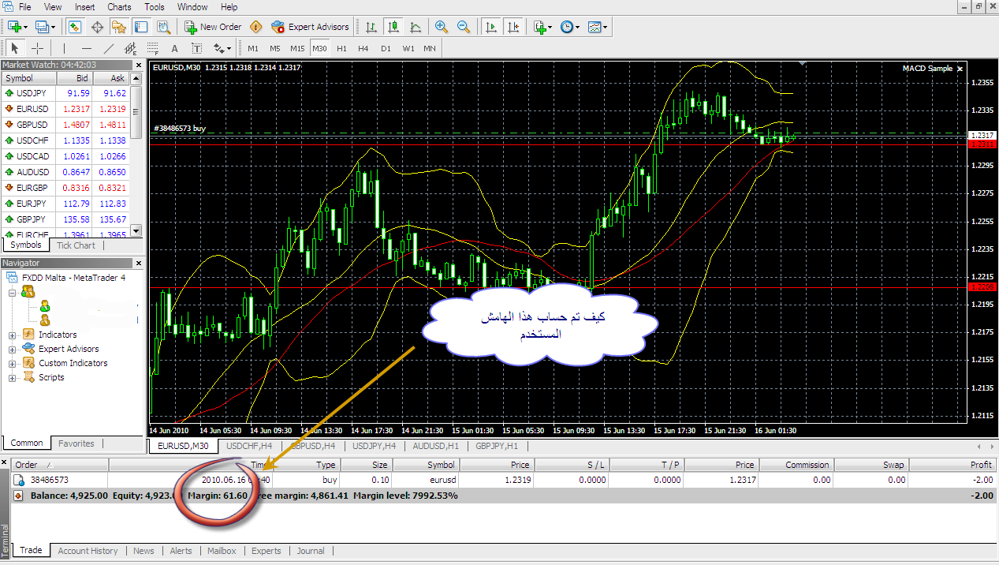 File View Insert Charts Tools Window Help
New Order Expert Advisors
A T M1 M5 M15 M30 H1 H4 D1 W1 MN
Market Watch: 04:42:03
Symbol Bid Ask
USDJPY 91.59 91.62
EURUSD 1.2317 1.2319
GBPUSD 1.4807 1.4811
USDCHF 1.1335 1.1338
USDCAD 1.0261 1.0266
AUDUSD 0.8647 0.8650
EURGBP 0.8316 0.8321
EURJPY 112.79 112.83
GBPJPY 135.58 135.67
EURCHF 1.3961 1.3965
Symbols Tick Chart
Navigator
FXDD Malta - MetaTrader 4
Indicators
Expert Advisors
Custom Indicators
Scripts
Common Favorites
EURUSD,M30 1.2315 1.2318 1.2314 1.2317
MACD Sample
#38486573 buy
1.2355
1.2335
1.2317
1.2311
1.2295
1.2275
1.2255
1.2235
1.2215
1.2206
1.2195
1.2175
1.2155
1.2135
1.2115
كيف تم حساب هذا الهامش
المستخدم
14 Jun 2010 14 Jun 05:30 14 Jun 09:30 14 Jun 13:30 14 Jun 17:30 14 Jun 21:30 15 Jun 01:30 15 Jun 05:30 15 Jun 09:30 15 Jun 13:30 15 Jun 17:30 15 Jun 21:30 16 Jun 01:30
EURUSD,M30 USDCHF,H4 GBPUSD,H4 USDJPY,H4 AUDUSD,H1 GBPJPY,H1
Order Time Type Size Symbol Price S / L T / P Price Commission Swap Profit
38486573 2010.06.16 buy 0.10 eurusd 1.2319 0.0000 0.0000 1.2317 0.00 0.00 -2.00
Balance: 4,925.00 Equity: 4,923.00 Margin: 61.60 Free margin: 4,861.41 Margin level: 7992.53% -2.00
Terminal
Trade Account History News Alerts Mailbox Experts Journal